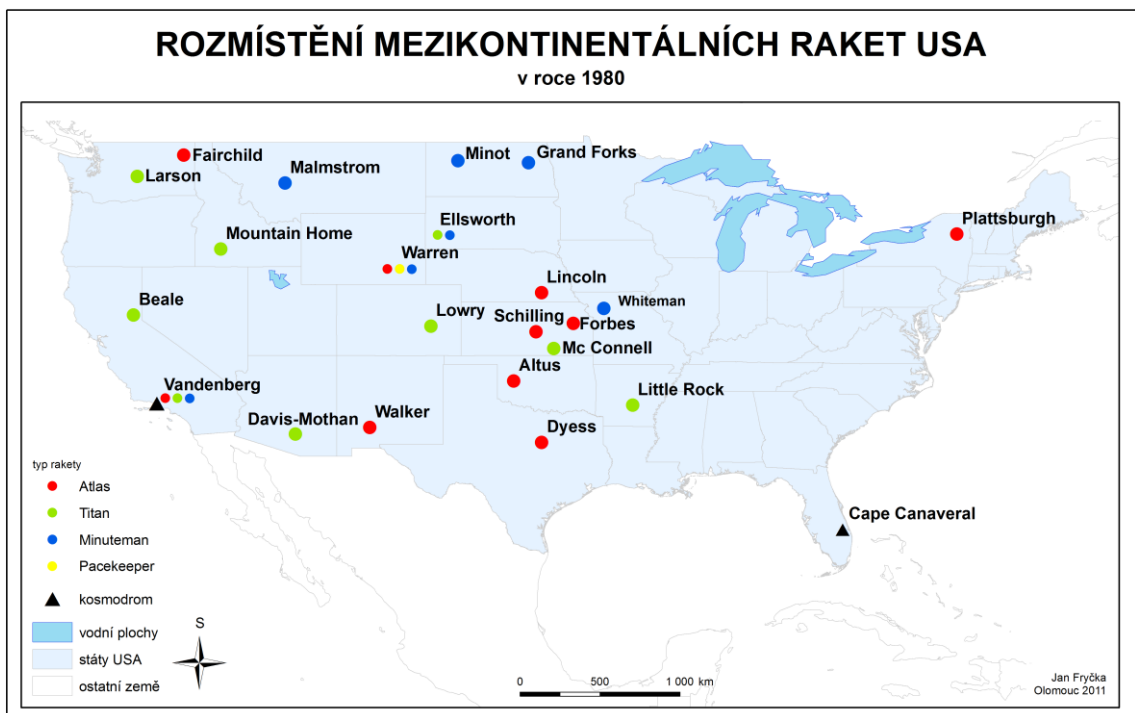 ROZMÍSTĚNÍ MEZIKONTINENTÁLNÍCH RAKET USA
v roce 1980
Fairchild
Larson
Malmstrom
Minot
Grand Forks
Mountain Home
Ellsworth
Warren
Plattsburgh
Beale
Lincoln
Whiteman
Lowry
Schilling
Forbes
Mc Connell
Altus
Vandenberg
Little Rock
Davis-Mothan
Walker
Dyess
Cape Canaveral
typ rakety
Atlas
Titan
Minuteman
Pacekeeper
kosmodrom
vodní plochy
státy USA
ostatní země
S
0 500 1 000 km
Jan Fryčka
Olomouc 2011